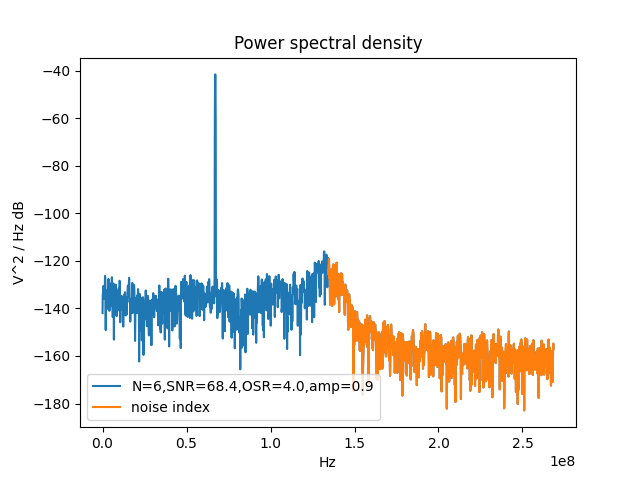 Power spectral density
V^2 / Hz dB
−40
−60
−80
−100
−120
−140
−160
−180
N=6,SNR=68.4,OSR=4.0,amp=0.9
noise index
0.0 0.5 1.0 1.5 2.0 2.5
1e8
Hz